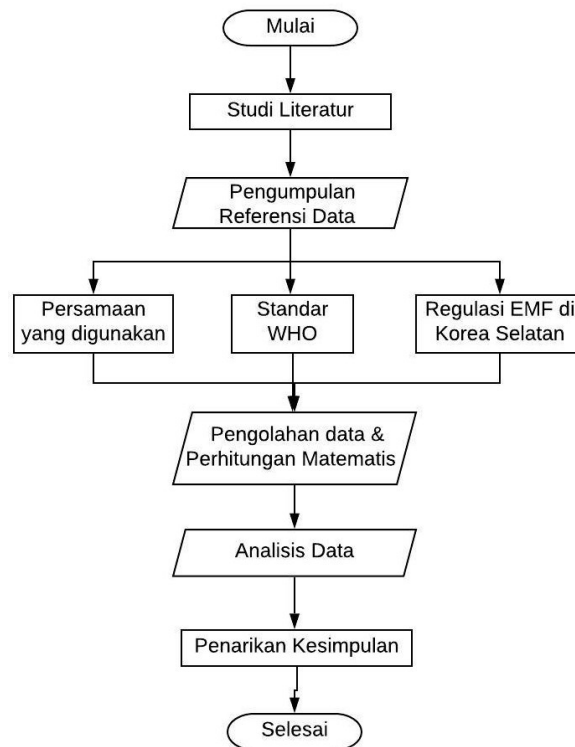 Mulai
Studi Literatur
Pengumpulan
Referensi Data
Persamaan
yang digunakan
Standar
WHO
Regulasi EMF di
Korea Selatan
Pengolahan data &
Perhitungan Matematis
Analisis Data
Penarikan Kesimpulan
Selesai